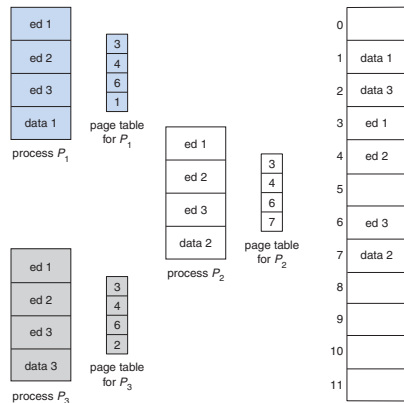 ed 1
ed 2
ed 3
data 1
process P1
3
4
6
1
page table
for P1
ed 1
ed 2
ed 3
data 2
process P2
3
4
6
7
page table
for P2
ed 1
ed 2
ed 3
data 3
process P3
3
4
6
2
page table
for P3
0
1 data 1
2 data 3
3 ed 1
4 ed 2
5
6 ed 3
7 data 2
8
9
10
11